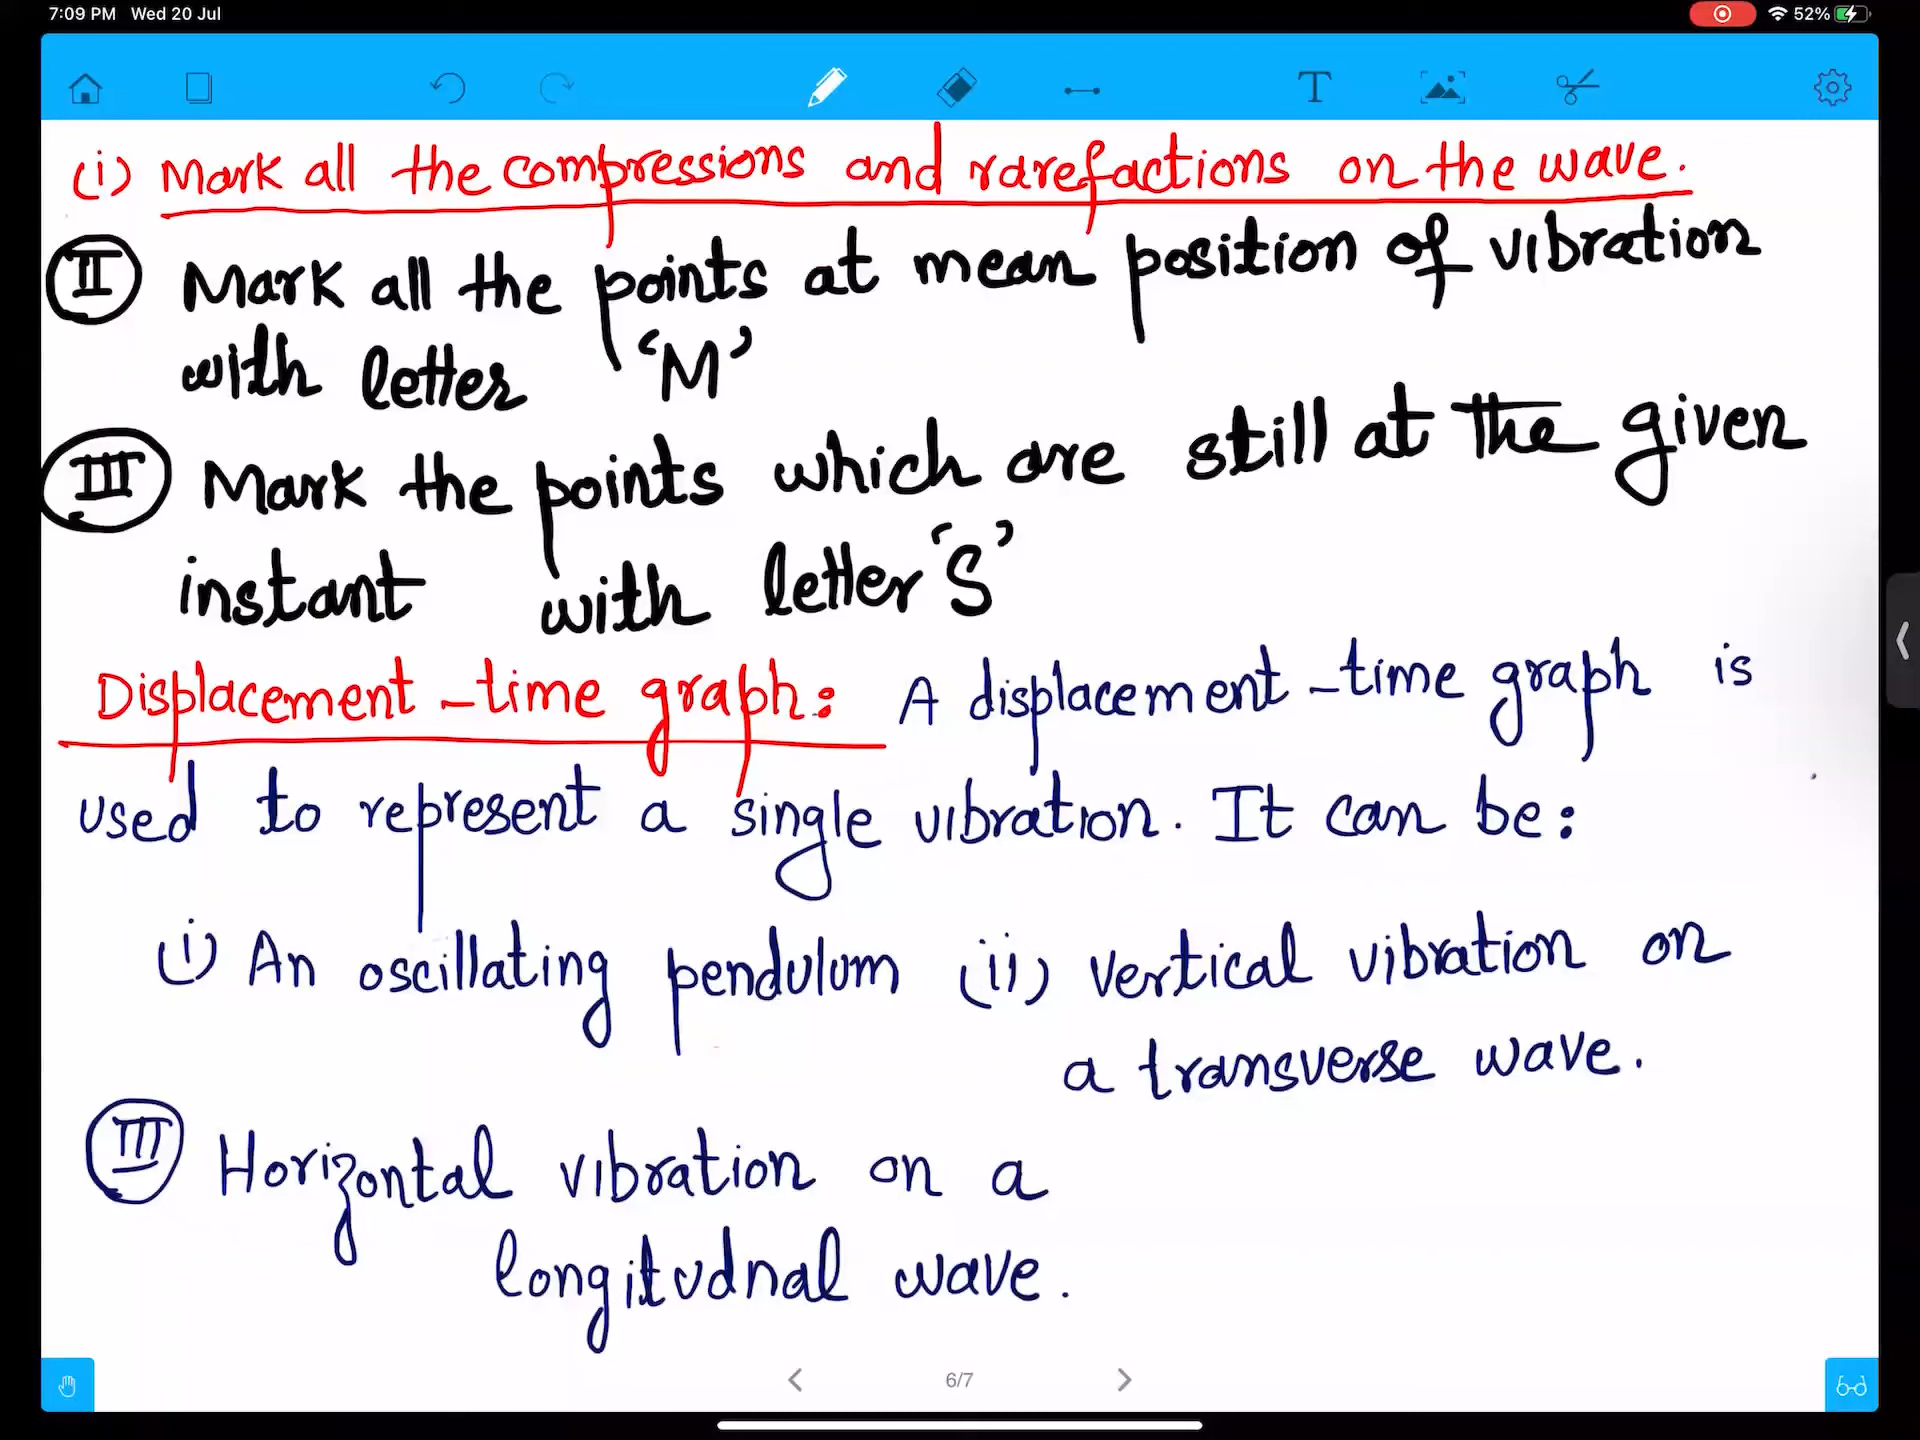 7:09 PM Wed 20 Jul
52%
T
(i) Mark all the compressions and rarefactions on the wave.
II Mark all the points at mean position of vibration
with letter 'M'
III Mark the points which are still at the given
instant with letter 'S'
Displacement-time graph: A displacement-time graph is
used to represent a single vibration. It can be:
(i) An oscillating pendulum (ii) vertical vibration on
a transverse wave.
III Horizontal vibration on a
longitudnal wave.
6/7